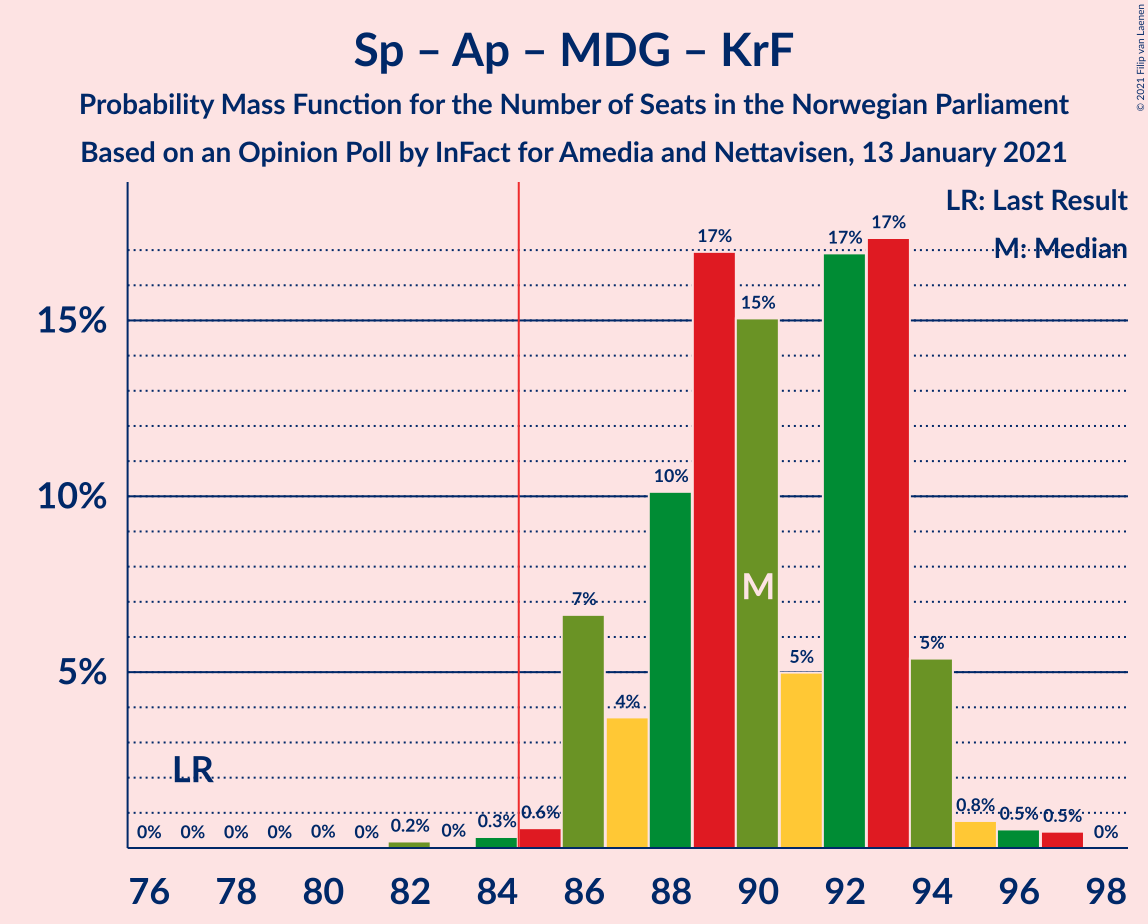 Sp – Ap – MDG – KrF
Probability Mass Function for the Number of Seats in the Norwegian Parliament
Based on an Opinion Poll by InFact for Amedia and Nettavisen, 13 January 2021
© 2021 Filip van Laenen
LR: Last Result
M: Median
15%
10%
5%
LR
M
0% 0% 0% 0% 0% 0% 0.2% 0% 0.3% 0.6% 7% 4% 10% 17% 15% 5% 17% 17% 5% 0.8% 0.5% 0.5% 0%
76 78 80 82 84 86 88 90 92 94 96 98